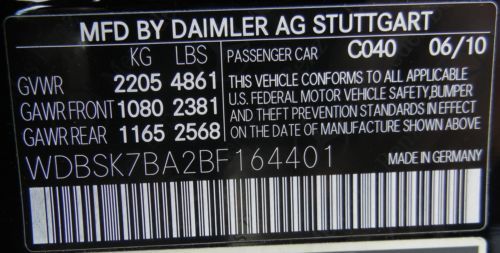 MFD BY DAIMLER AG STUTTGART
KG LBS PASSENGER CAR C040 06/10
GVWR 2205 4861
GAWR FRONT 1080 2381
GAWR REAR 1165 2568
THIS VEHICLE CONFORMS TO ALL APPLICABLE
U.S. FEDERAL MOTOR VEHICLE SAFETY,BUMPER
AND THEFT PREVENTION STANDARDS IN EFFECT
ON THE DATE OF MANUFACTURE SHOWN ABOVE.
WDBSK7BA2BF164401 MADE IN GERMANY